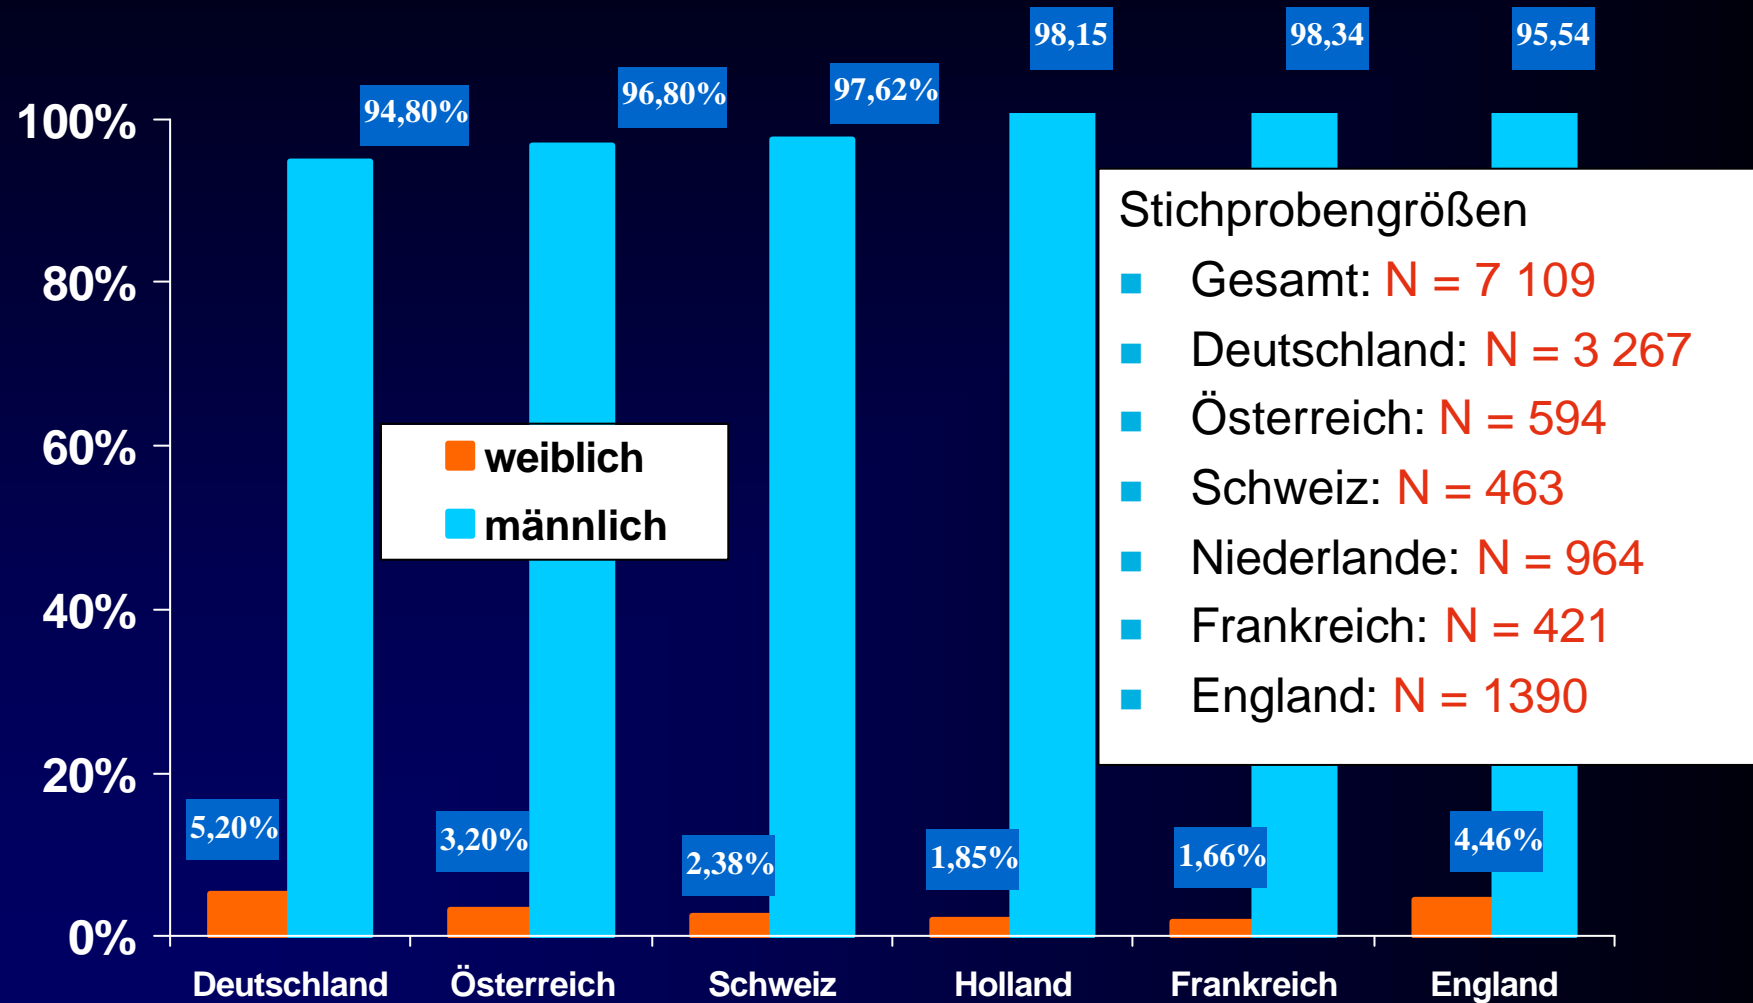 98,15
98,34
95,54
94,80%
96,80%
97,62%
100%
80%
60%
40%
20%
0%
weiblich
männlich
Stichprobengrößen
Gesamt: N = 7 109
Deutschland: N = 3 267
Österreich: N = 594
Schweiz: N = 463
Niederlande: N = 964
Frankreich: N = 421
England: N = 1390
5,20%
3,20%
2,38%
1,85%
1,66%
4,46%
Deutschland
Österreich
Schweiz
Holland
Frankreich
England